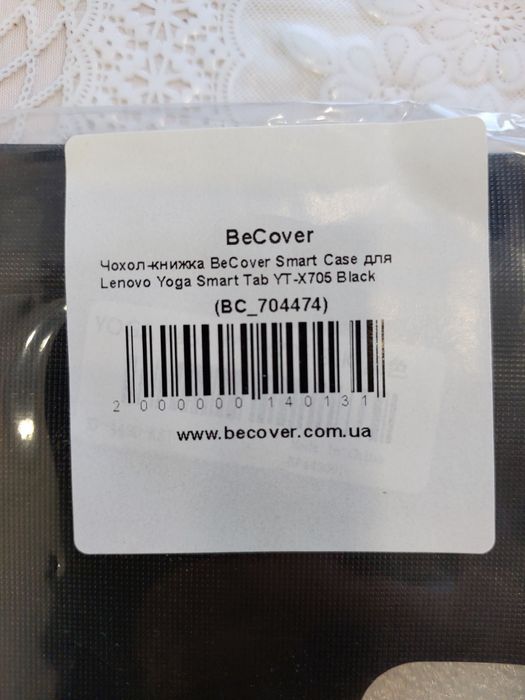 BeCover
Чохол-книжка BeCover Smart Case для
Lenovo Yoga Smart Tab YT-X705 Black
(BC_704474)
2 000000 140131
www.becover.com.ua